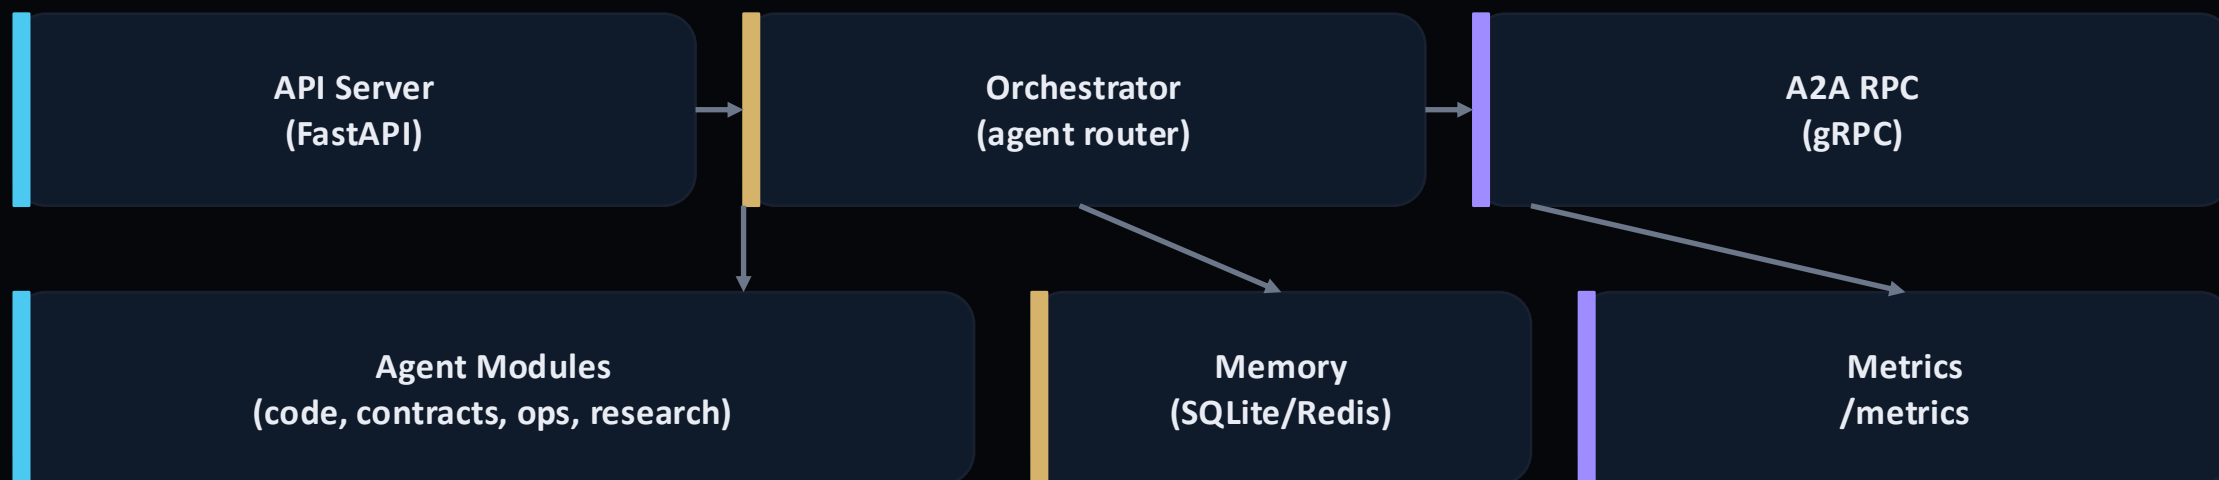 API Server
(FastAPI)
Orchestrator
(agent router)
A2A RPC
(gRPC)
Agent Modules
(code, contracts, ops, research)
Memory
(SQLite/Redis)
Metrics
/metrics